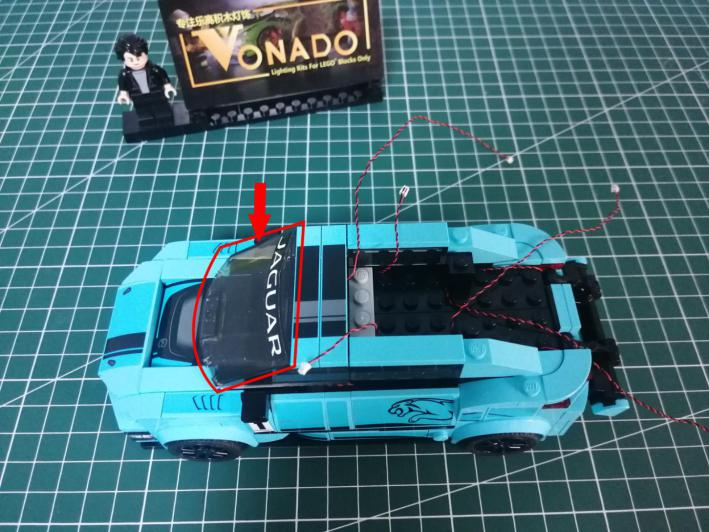 专注乐高积木灯饰
VONADO
Lighting Kits For LEGO® Blocks Only
JAGUAR